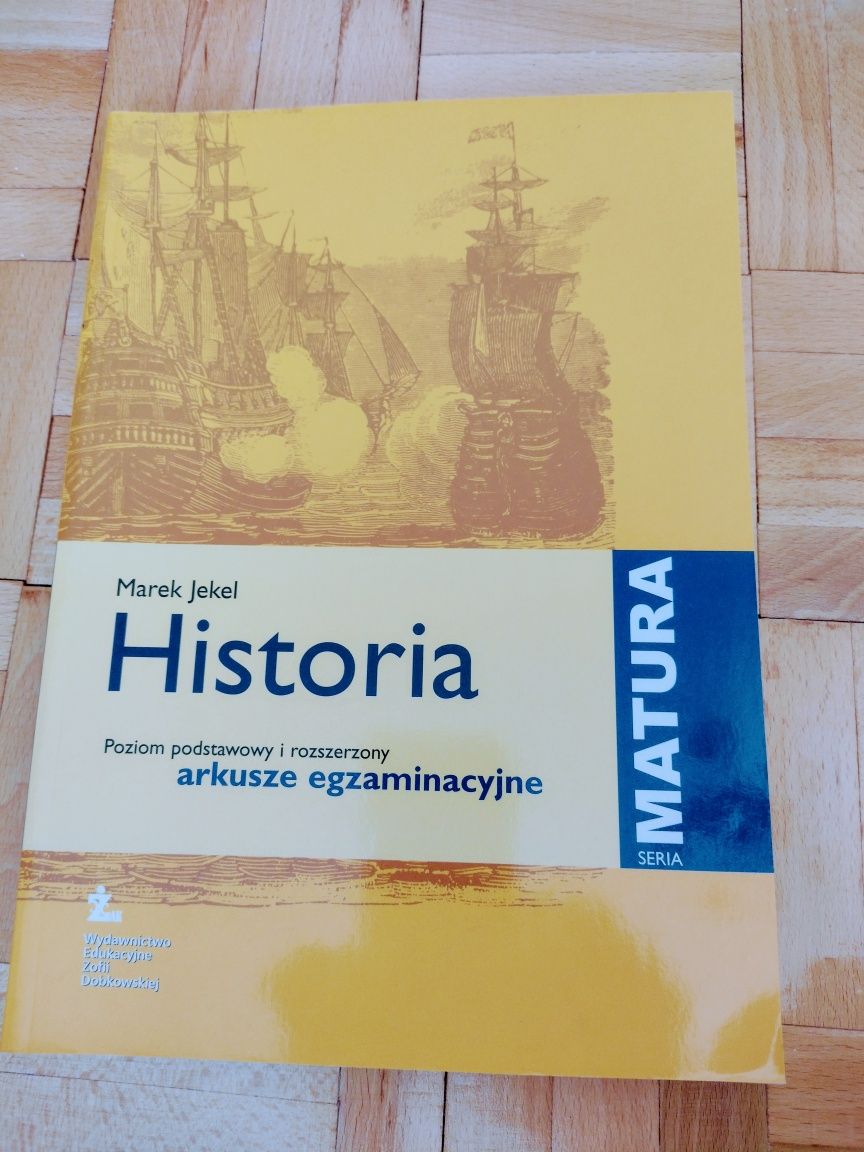 Marek Jekel
Historia
Poziom podstawowy i rozszerzony
arkusze egzaminacyjne
SERIA
MATURA
Wydawnictwo
Edukacyjne
Zofii
Dobkowskiej